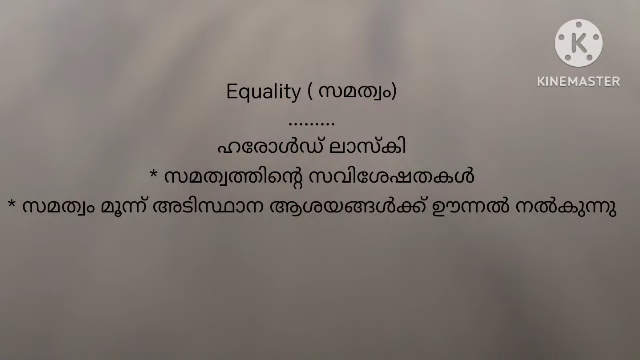 KINEMASTER
Equality ( സമത്വം)
.........
ഹരോൾഡ് ലാസ്കി
* സമത്വത്തിന്റെ സവിശേഷതകൾ
* സമത്വം മൂന്ന് അടിസ്ഥാന ആശയങ്ങൾക്ക് ഊന്നൽ നൽകുന്നു